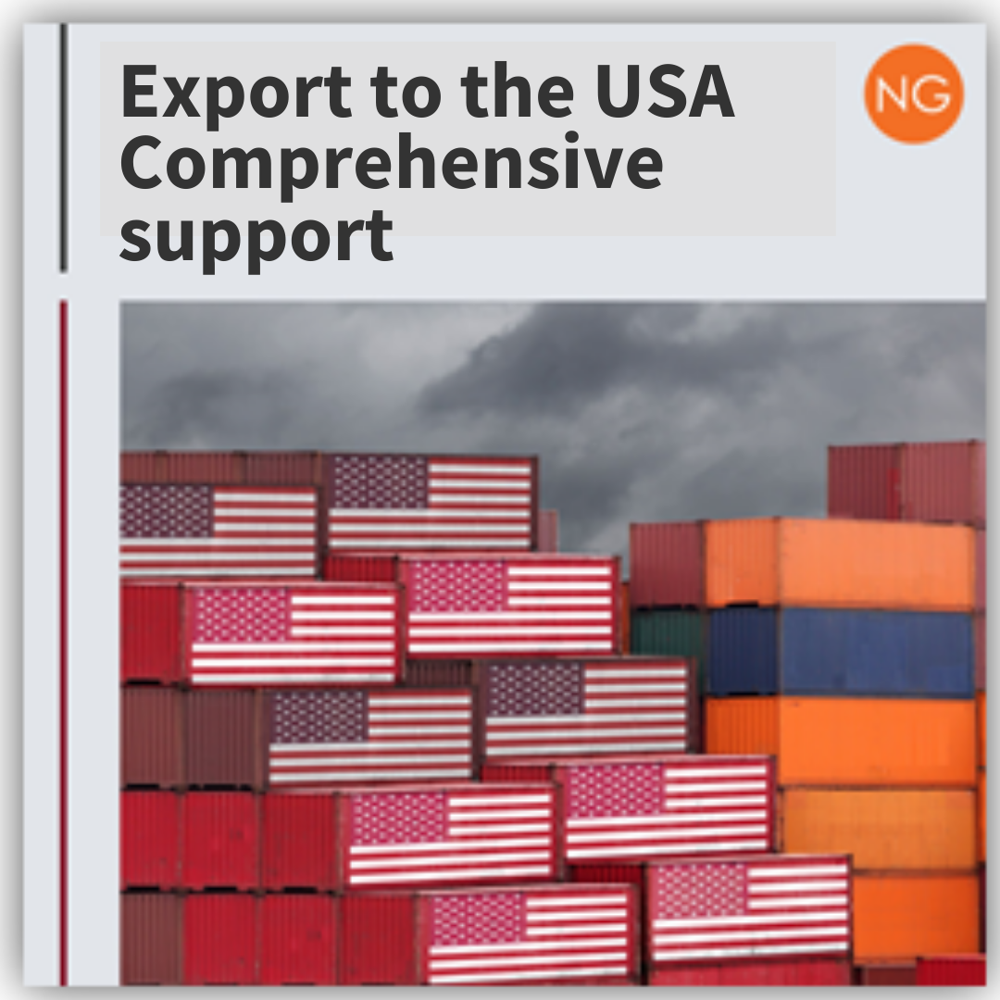 Export to the USA
Comprehensive
support
NG